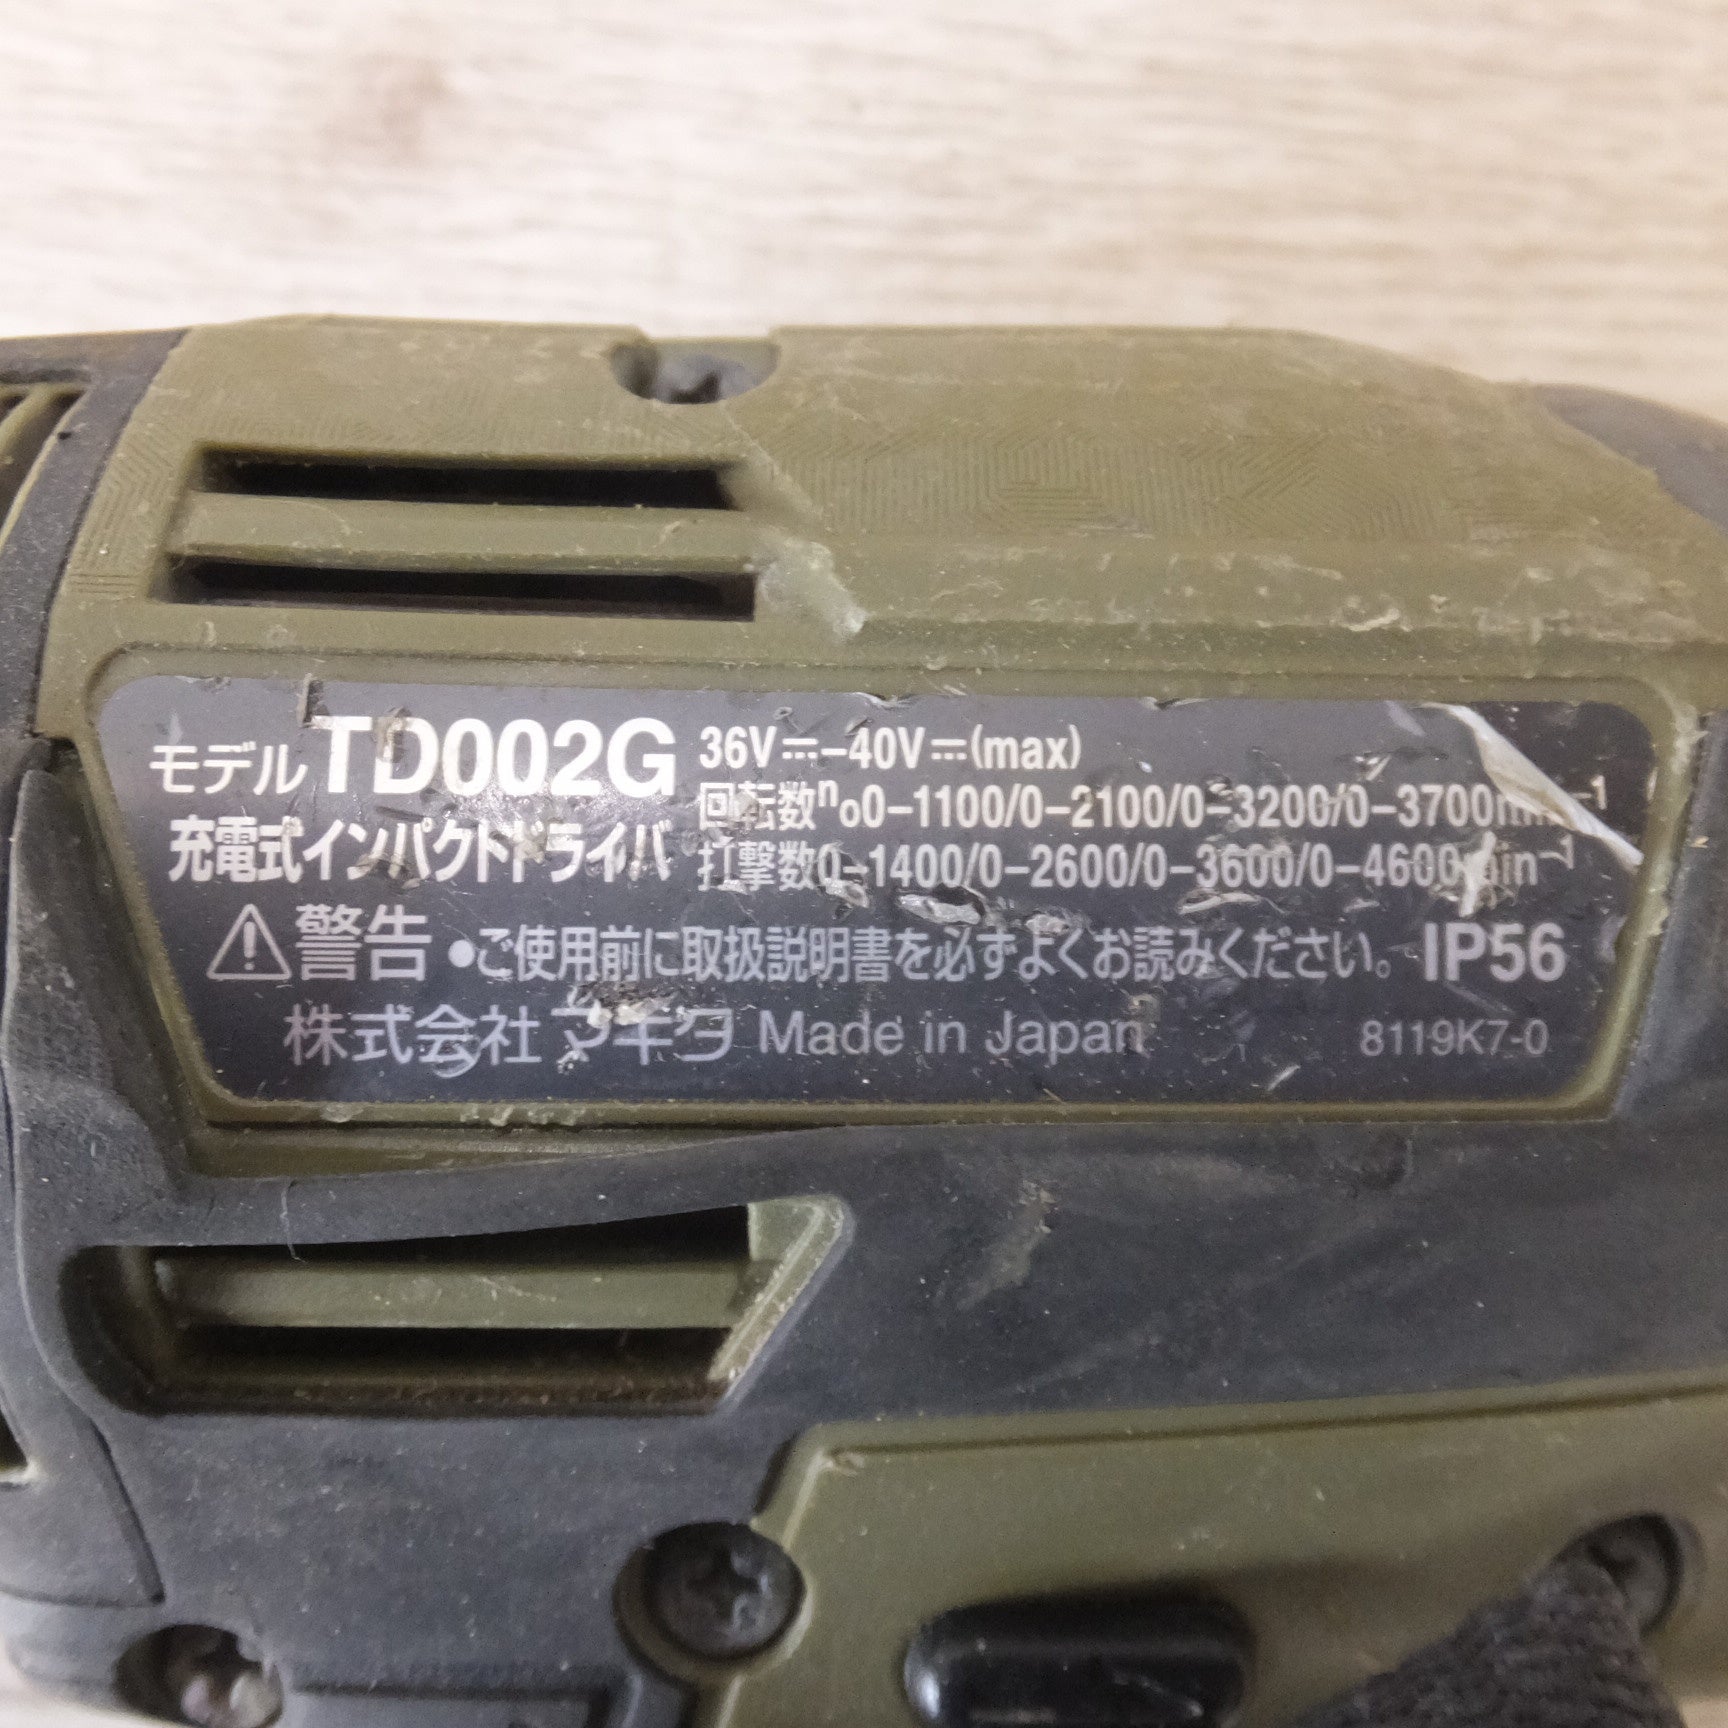 モデルTD002G 36V⎓–40V⎓(max)
回転数n₀0–1100/0–2100/0–3200/0–3700min⁻¹
充電式インパクトドライバ 打撃数0–1400/0–2600/0–3600/0–4600min⁻¹
⚠警告 ●ご使用前に取扱説明書を必ずよくお読みください。 IP56
株式会社マキタ Made in Japan 8119K7-0